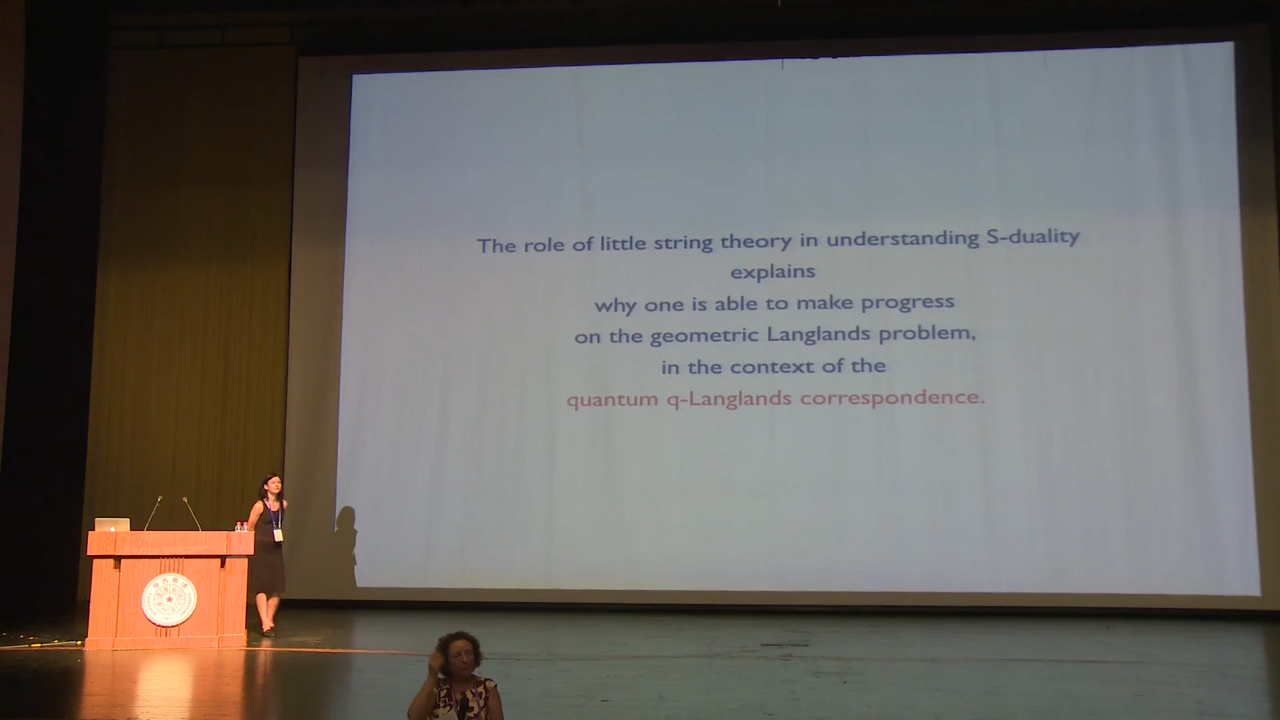 The role of little string theory in understanding S-duality
explains
why one is able to make progress
on the geometric Langlands problem,
in the context of the
quantum q-Langlands correspondence.